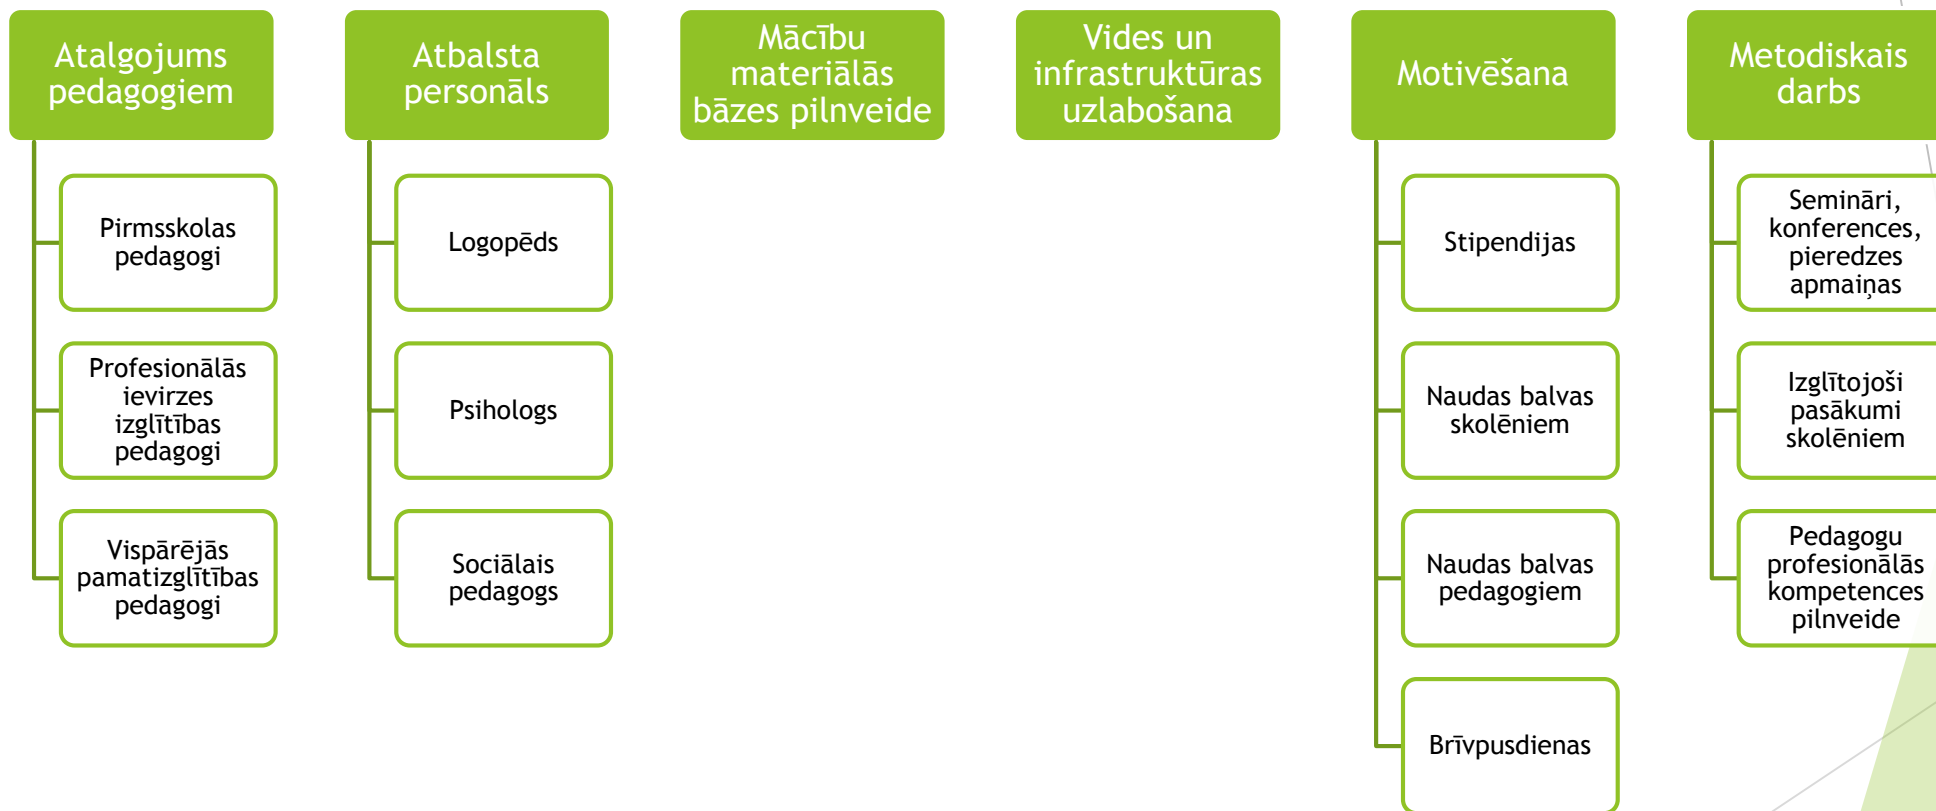 Atalgojums
pedagogiem
Pirmsskolas
pedagogi
Profesionālās
ievirzes
izglītības
pedagogi
Vispārējās
pamatizglītības
pedagogi
Atbalsta
personāls
Logopēds
Psihologs
Sociālais
pedagogs
Mācību
materiālās
bāzes pilnveide
Vides un
infrastruktūras
uzlabošana
Motivēšana
Stipendijas
Naudas balvas
skolēniem
Naudas balvas
pedagogiem
Brīvpusdienas
Metodiskais
darbs
Semināri,
konferences,
pieredzes
apmaiņas
Izglītojoši
pasākumi
skolēniem
Pedagogu
profesionālās
kompetences
pilnveide